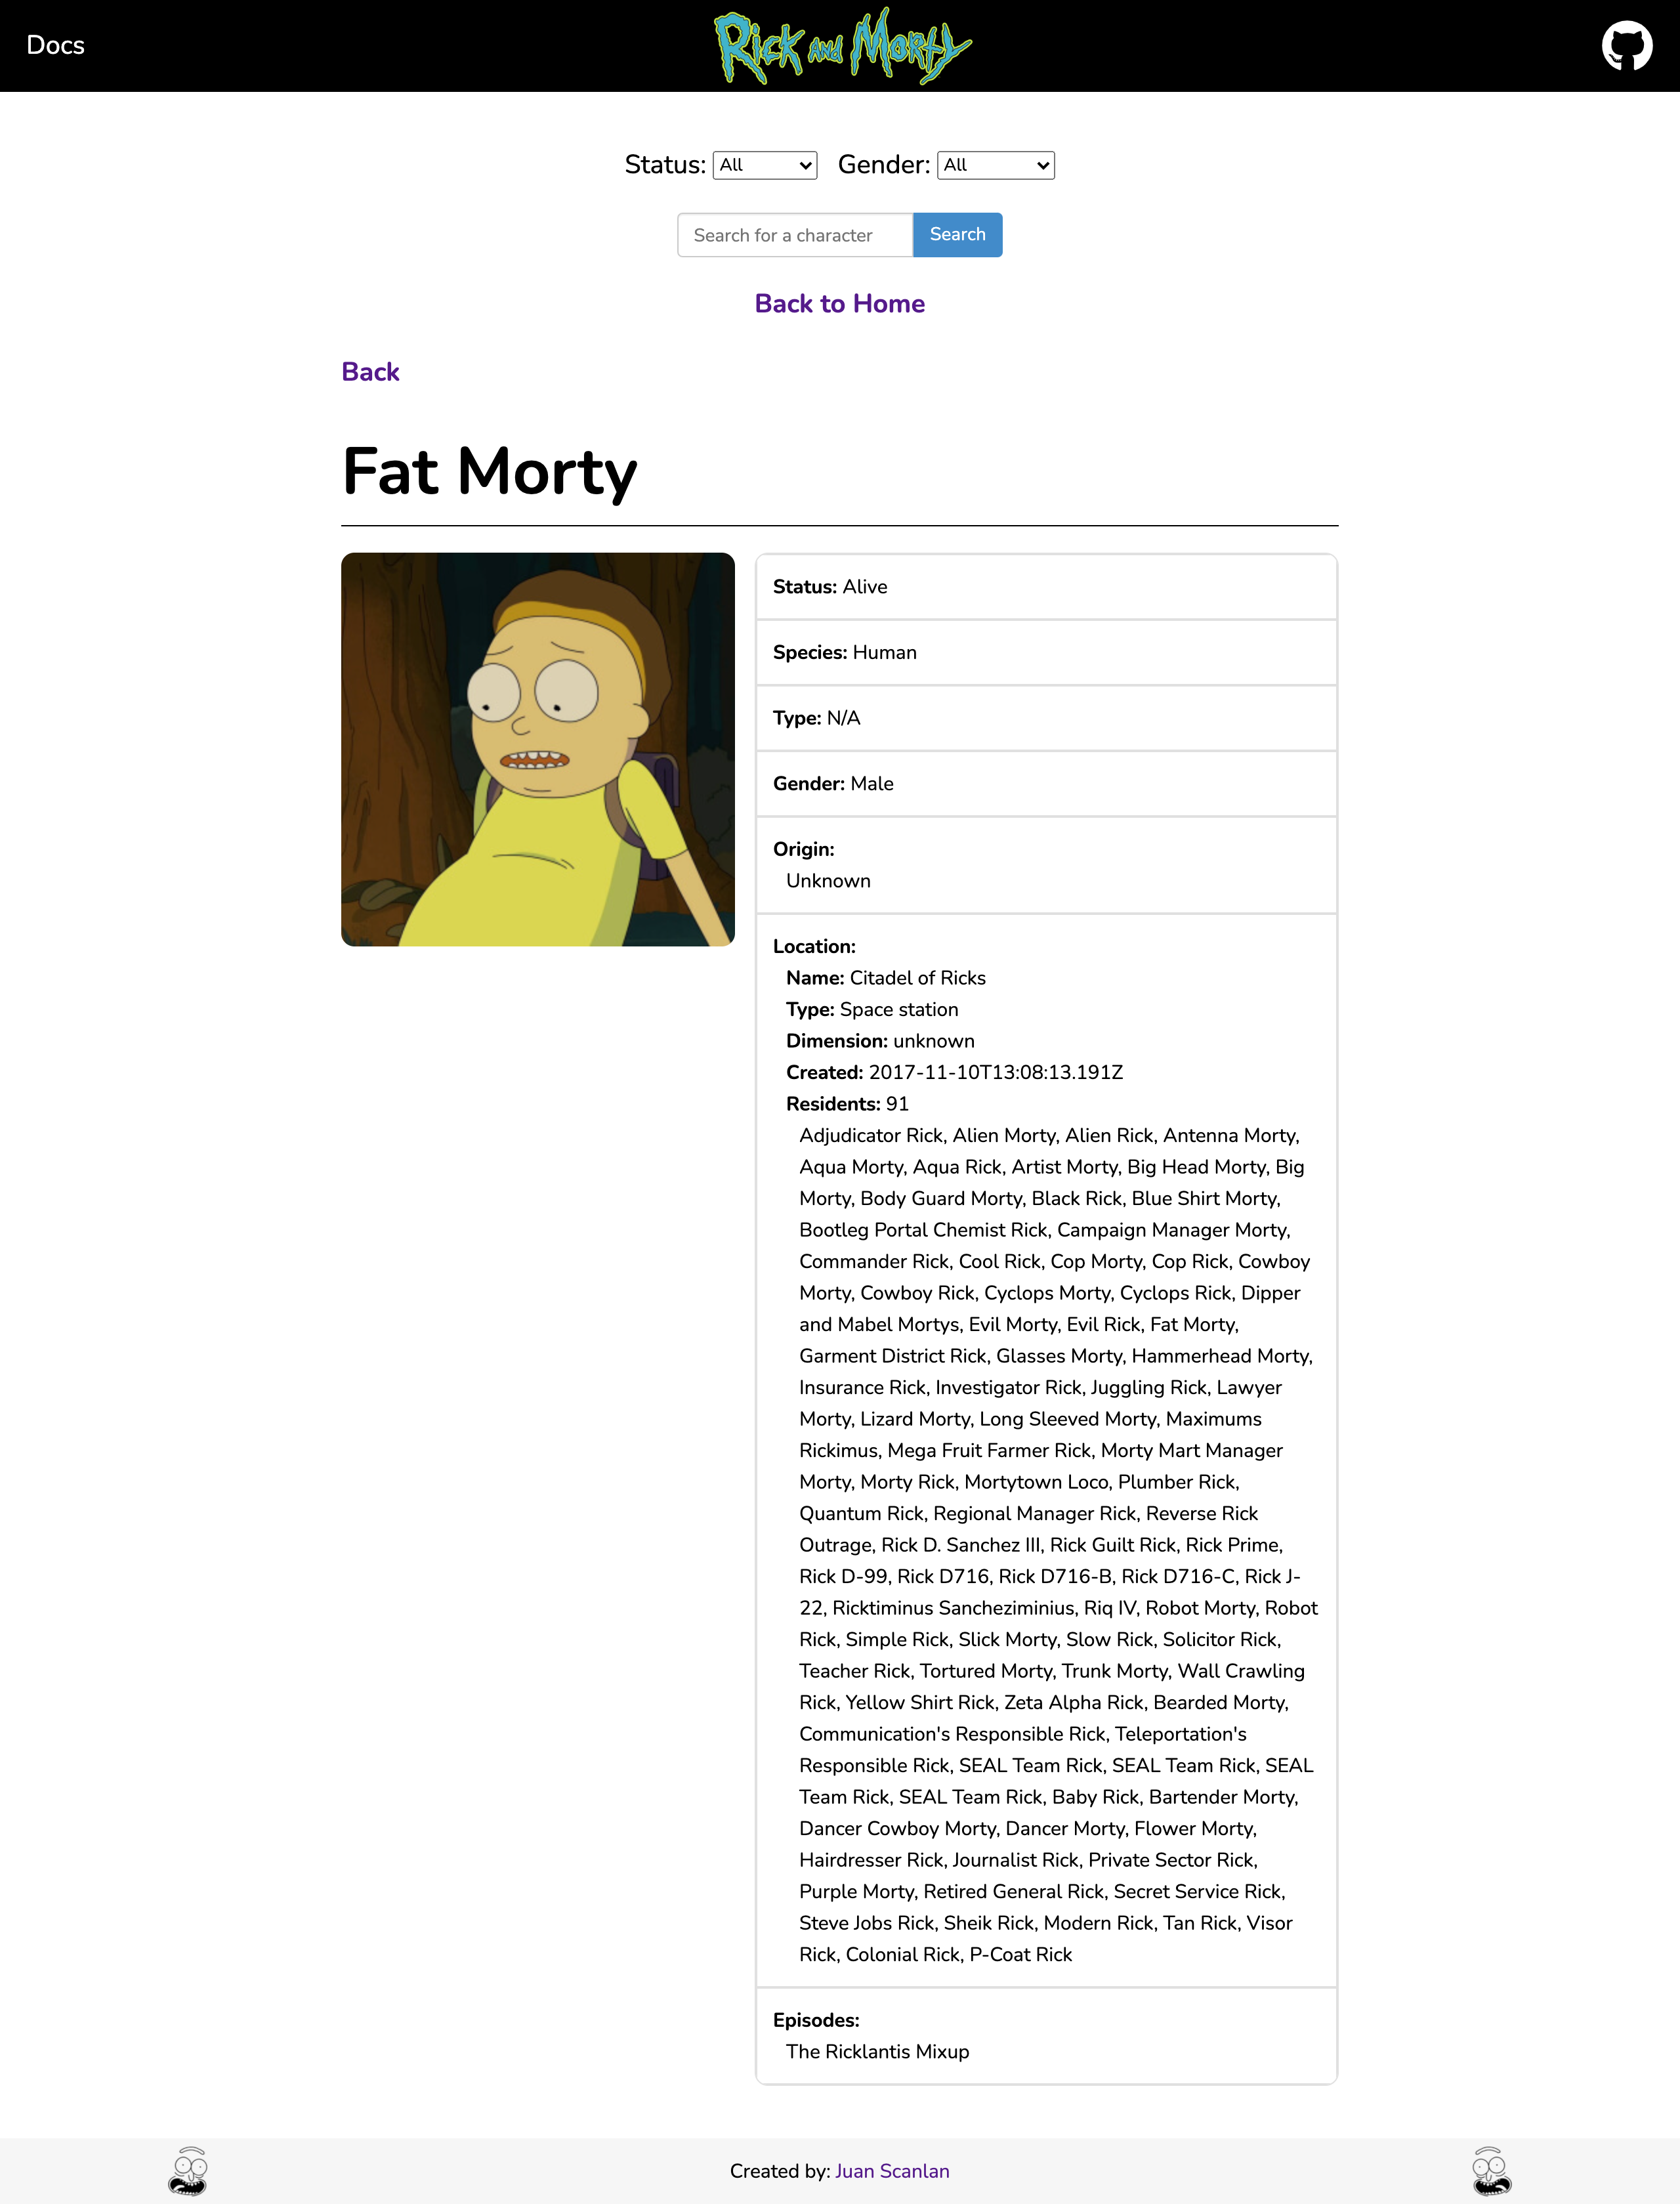 Docs
Rick and Morty
Status: All Gender: All
Search for a character Search
Back to Home
Back
Fat Morty
Status: Alive
Species: Human
Type: N/A
Gender: Male
Origin:
Unknown
Location:
Name: Citadel of Ricks
Type: Space station
Dimension: unknown
Created: 2017-11-10T13:08:13.191Z
Residents: 91
Adjudicator Rick, Alien Morty, Alien Rick, Antenna Morty,
Aqua Morty, Aqua Rick, Artist Morty, Big Head Morty, Big
Morty, Body Guard Morty, Black Rick, Blue Shirt Morty,
Bootleg Portal Chemist Rick, Campaign Manager Morty,
Commander Rick, Cool Rick, Cop Morty, Cop Rick, Cowboy
Morty, Cowboy Rick, Cyclops Morty, Cyclops Rick, Dipper
and Mabel Mortys, Evil Morty, Evil Rick, Fat Morty,
Garment District Rick, Glasses Morty, Hammerhead Morty,
Insurance Rick, Investigator Rick, Juggling Rick, Lawyer
Morty, Lizard Morty, Long Sleeved Morty, Maximums
Rickimus, Mega Fruit Farmer Rick, Morty Mart Manager
Morty, Morty Rick, Mortytown Loco, Plumber Rick,
Quantum Rick, Regional Manager Rick, Reverse Rick
Outrage, Rick D. Sanchez III, Rick Guilt Rick, Rick Prime,
Rick D-99, Rick D716, Rick D716-B, Rick D716-C, Rick J-
22, Ricktiminus Sancheziminius, Riq IV, Robot Morty, Robot
Rick, Simple Rick, Slick Morty, Slow Rick, Solicitor Rick,
Teacher Rick, Tortured Morty, Trunk Morty, Wall Crawling
Rick, Yellow Shirt Rick, Zeta Alpha Rick, Bearded Morty,
Communication's Responsible Rick, Teleportation's
Responsible Rick, SEAL Team Rick, SEAL Team Rick, SEAL
Team Rick, SEAL Team Rick, Baby Rick, Bartender Morty,
Dancer Cowboy Morty, Dancer Morty, Flower Morty,
Hairdresser Rick, Journalist Rick, Private Sector Rick,
Purple Morty, Retired General Rick, Secret Service Rick,
Steve Jobs Rick, Sheik Rick, Modern Rick, Tan Rick, Visor
Rick, Colonial Rick, P-Coat Rick
Episodes:
The Ricklantis Mixup
Created by: Juan Scanlan